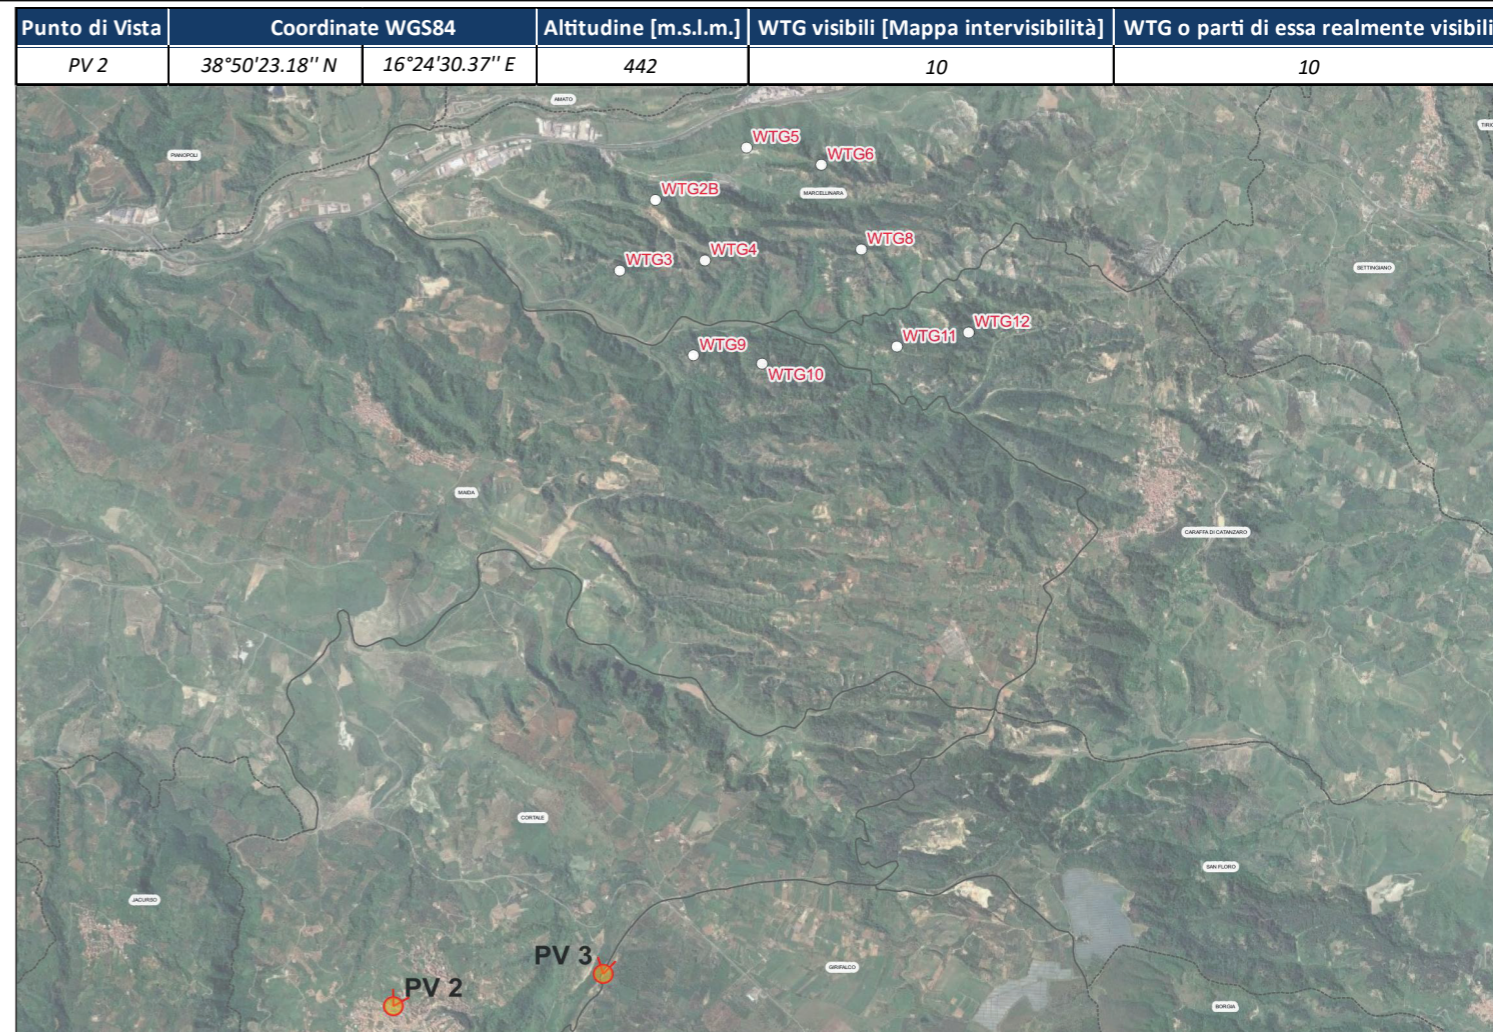 Punto di Vista Coordinate WGS84 Altitudine [m.s.l.m.] WTG visibili [Mappa intervisibilità] WTG o parti di essa realmente visibili
PV 2 38°50'23.18'' N 16°24'30.37'' E 442 10 10
AMATO
PIANOPOLI
WTG5
WTG6
MARCELLINARA
WTG2B
WTG8
WTG4
WTG3
SETTINGIANO
WTG12
WTG11
WTG9
WTG10
MAIDA
CARAFFA DI CATANZARO
CORTALE
SAN FLORO
JACURSO
PV 3
GIRIFALCO
PV 2
BORGIA